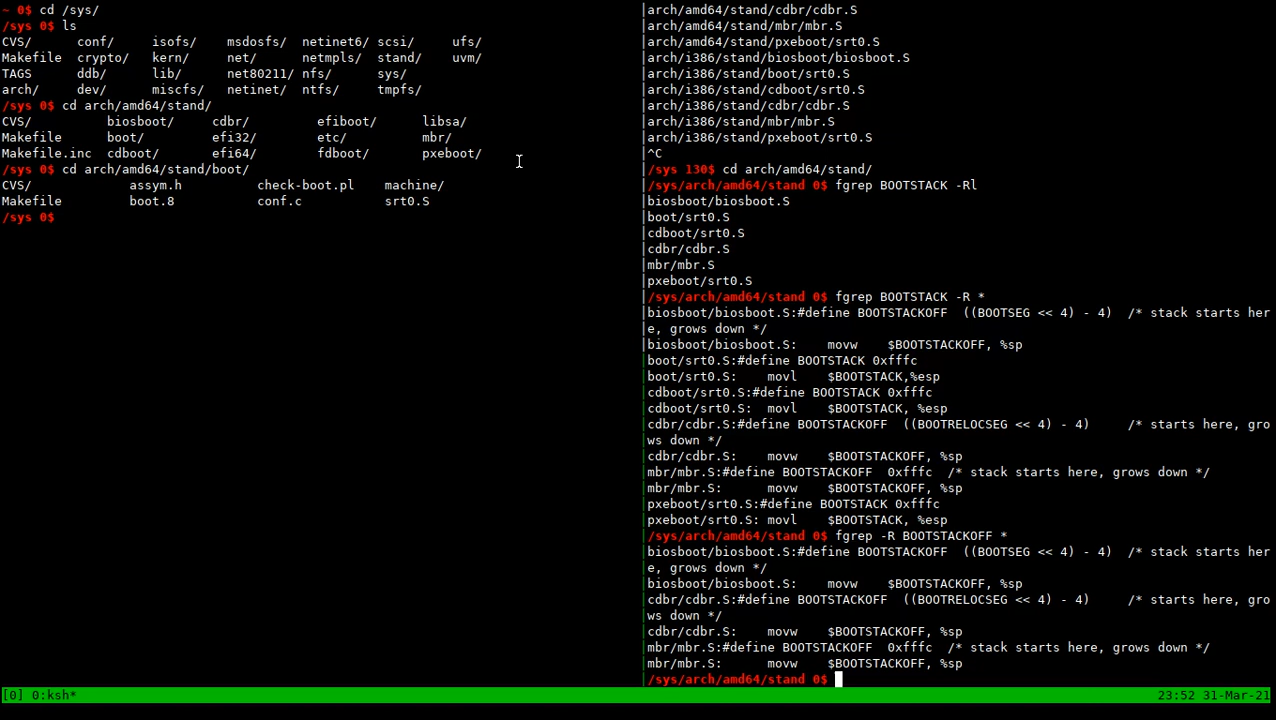 ~ 0$ cd /sys/
/sys 0$ ls
CVS/      conf/     isofs/    msdosfs/  netinet6/ scsi/     ufs/
Makefile  crypto/   kern/     net/      netmpls/  stand/    uvm/
TAGS      ddb/      lib/      net80211/ nfs/      sys/
arch/     dev/      miscfs/   netinet/  ntfs/     tmpfs/
/sys 0$ cd arch/amd64/stand/
CVS/          biosboot/     cdbr/         efiboot/      libsa/
Makefile      boot/         efi32/        etc/          mbr/
Makefile.inc  cdboot/       efi64/        fdboot/       pxeboot/
/sys 0$ cd arch/amd64/stand/boot/
CVS/             assym.h          check-boot.pl    machine/
Makefile         boot.8           conf.c           srt0.S
/sys 0$
arch/amd64/stand/cdbr/cdbr.S
arch/amd64/stand/mbr/mbr.S
arch/amd64/stand/pxeboot/srt0.S
arch/i386/stand/biosboot/biosboot.S
arch/i386/stand/boot/srt0.S
arch/i386/stand/cdboot/srt0.S
arch/i386/stand/cdbr/cdbr.S
arch/i386/stand/mbr/mbr.S
arch/i386/stand/pxeboot/srt0.S
^C
/sys 130$ cd arch/amd64/stand/
/sys/arch/amd64/stand 0$ fgrep BOOTSTACK -Rl
biosboot/biosboot.S
boot/srt0.S
cdboot/srt0.S
cdbr/cdbr.S
mbr/mbr.S
pxeboot/srt0.S
/sys/arch/amd64/stand 0$ fgrep BOOTSTACK -R *
biosboot/biosboot.S:#define BOOTSTACKOFF  ((BOOTSEG << 4) - 4)  /* stack starts her
e, grows down */
biosboot/biosboot.S:    movw    $BOOTSTACKOFF, %sp
boot/srt0.S:#define BOOTSTACK 0xfffc
boot/srt0.S:    movl    $BOOTSTACK,%esp
cdboot/srt0.S:#define BOOTSTACK 0xfffc
cdboot/srt0.S:  movl    $BOOTSTACK, %esp
cdbr/cdbr.S:#define BOOTSTACKOFF  ((BOOTRELOCSEG << 4) - 4)     /* starts here, gro
ws down */
cdbr/cdbr.S:    movw    $BOOTSTACKOFF, %sp
mbr/mbr.S:#define BOOTSTACKOFF  0xfffc  /* stack starts here, grows down */
mbr/mbr.S:      movw    $BOOTSTACKOFF, %sp
pxeboot/srt0.S:#define BOOTSTACK 0xfffc
pxeboot/srt0.S: movl    $BOOTSTACK, %esp
/sys/arch/amd64/stand 0$ fgrep -R BOOTSTACKOFF *
biosboot/biosboot.S:#define BOOTSTACKOFF  ((BOOTSEG << 4) - 4)  /* stack starts her
e, grows down */
biosboot/biosboot.S:    movw    $BOOTSTACKOFF, %sp
cdbr/cdbr.S:#define BOOTSTACKOFF  ((BOOTRELOCSEG << 4) - 4)     /* starts here, gro
ws down */
cdbr/cdbr.S:    movw    $BOOTSTACKOFF, %sp
mbr/mbr.S:#define BOOTSTACKOFF  0xfffc  /* stack starts here, grows down */
mbr/mbr.S:      movw    $BOOTSTACKOFF, %sp
/sys/arch/amd64/stand 0$
[0] 0:ksh*    23:52 31-Mar-21